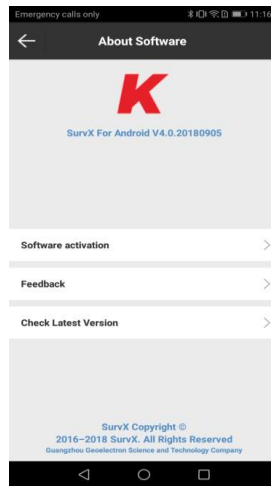 Emergency calls only
11:16
About Software
K
SurvX For Android V4.0.20180905
Software activation
Feedback
Check Latest Version
SurvX Copyright ©
2016-2018 SurvX. All Rights Reserved
Guangzhou Geoelectron Science and Technology Company